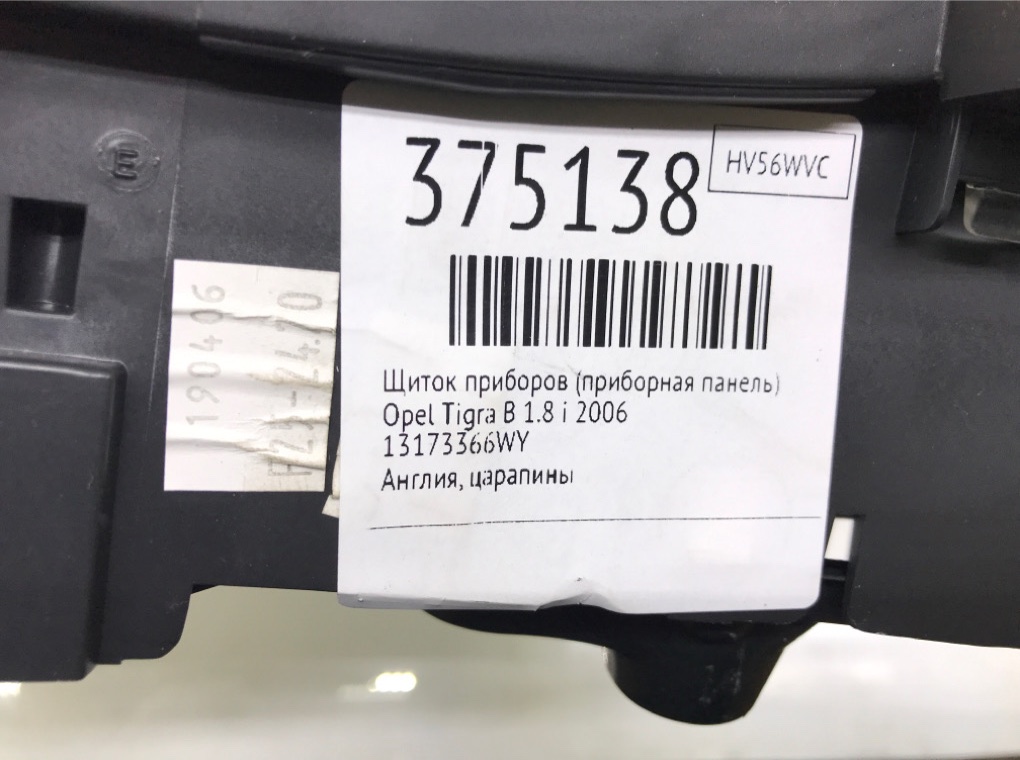 375138
HV56WVC
Щиток приборов (приборная панель)
Opel Tigra B 1.8 i 2006
13173366WY
Англия, царапины
E
190406